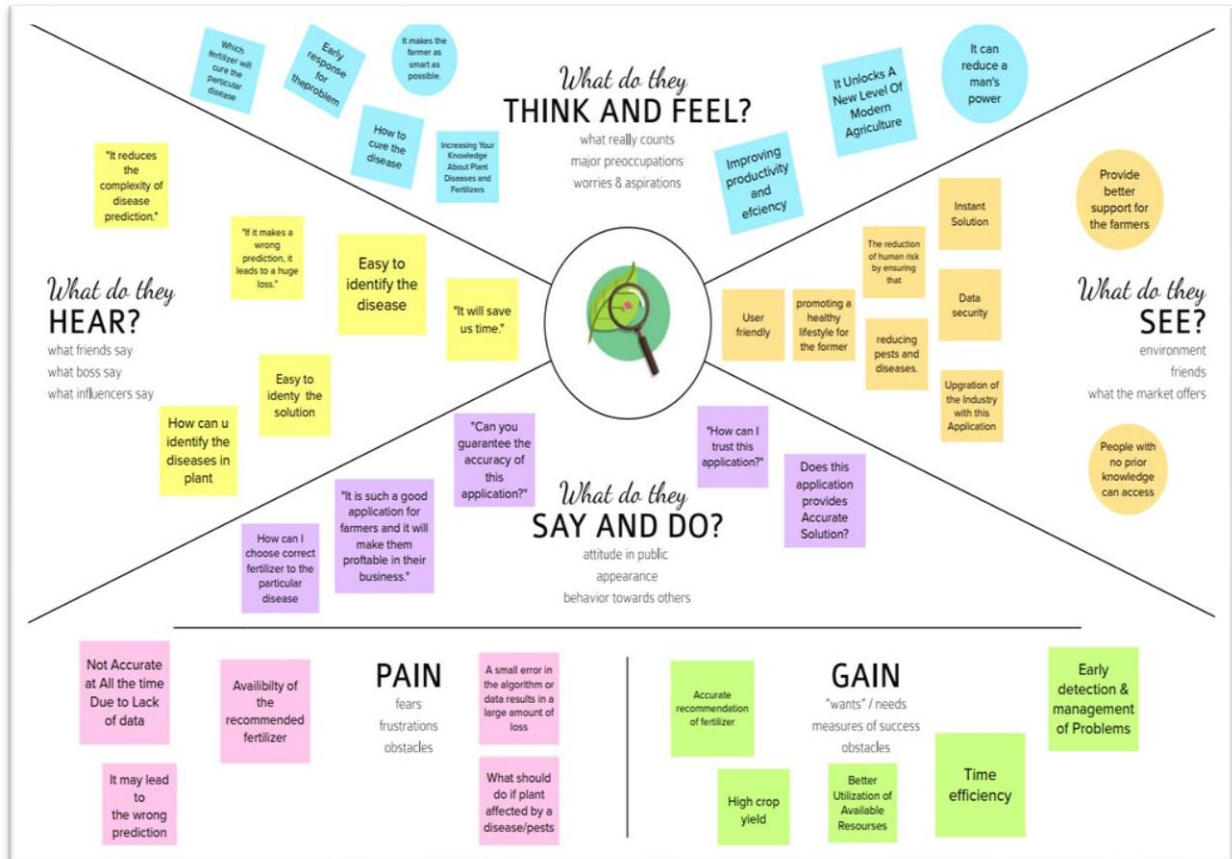 Which
fertilizer will
cure the
perticular
disease
Early
response
for
theproblem
It makes the
farmer as
smart as
possible.
How to
cure the
disease
Increasing Your
Knowledge
About Plant
Diseases and
Fertilizers
What do they
THINK AND FEEL?
what really counts
major preoccupations
worries & aspirations
Improving
productivity
and
efciency
It Unlocks A
New Level Of
Modern
Agriculture
It can
reduce a
man's
power
"It reduces
the
complexity of
disease
prediction."
"If it makes a
wrong
prediction, it
leads to a huge
loss."
Easy to
identify the
disease
"It will save
us time."
What do they
HEAR?
what friends say
what boss say
what influencers say
Easy to
identy the
solution
How can u
identify the
diseases in
plant
User
friendly
promoting a
healthy
lifestyle for
the former
The reduction
of human risk
by ensuring
that
reducing
pests and
diseases.
Instant
Solution
Data
security
Upgration of
the Industry
with this
Application
Provide
better
support for
the farmers
What do they
SEE?
environment
friends
what the market offers
People with
no prior
knowledge
can access
"Can you
guarantee the
accuracy of
this
application?"
"It is such a good
application for
farmers and it will
make them
proftable in their
business."
How can I
choose correct
fertilizer to the
particular
disease
What do they
SAY AND DO?
attitude in public
appearance
behavior towards others
"How can I
trust this
application?"
Does this
application
provides
Accurate
Solution?
Not Accurate
at All the time
Due to Lack
of data
Availibilty of
the
recommended
fertilizer
It may lead
to
the wrong
prediction
PAIN
fears
frustrations
obstacles
A small error in
the algorithm or
data results in a
large amount of
loss
What should
do if plant
affected by a
disease/pests
Accurate
recommendation
of fertilizer
GAIN
"wants" / needs
measures of success
obstacles
High crop
yield
Better
Utilization of
Available
Resourses
Time
efficiency
Early
detection &
management
of Problems